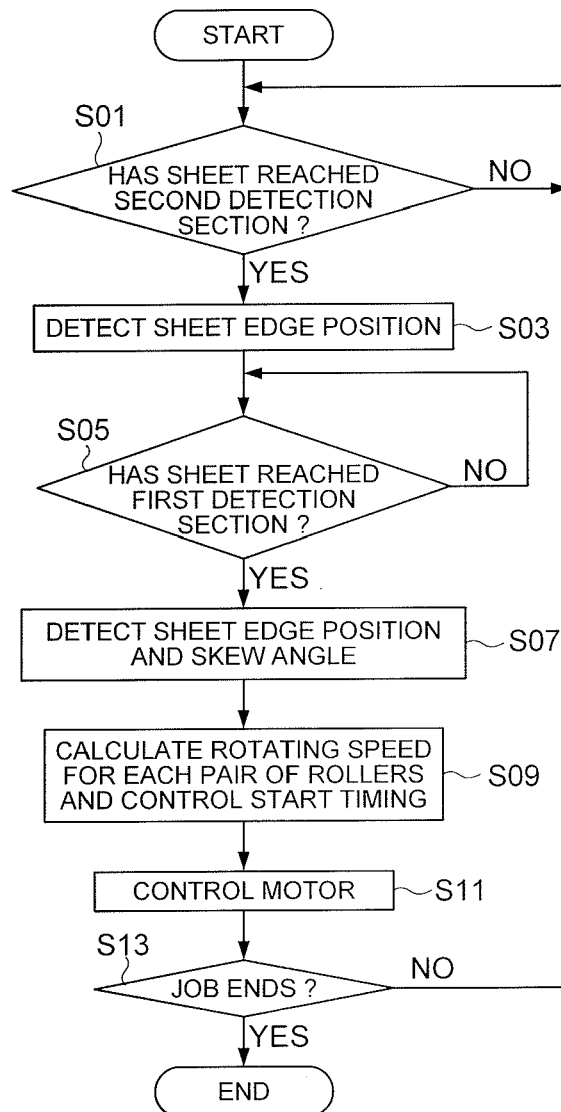 START
S01
HAS SHEET REACHED
SECOND DETECTION
SECTION ?
NO
YES
DETECT SHEET EDGE POSITION
S03
S05
HAS SHEET REACHED
FIRST DETECTION
SECTION ?
NO
YES
DETECT SHEET EDGE POSITION
AND SKEW ANGLE
S07
CALCULATE ROTATING SPEED
FOR EACH PAIR OF ROLLERS
AND CONTROL START TIMING
S09
CONTROL MOTOR
S11
S13
JOB ENDS ?
NO
YES
END